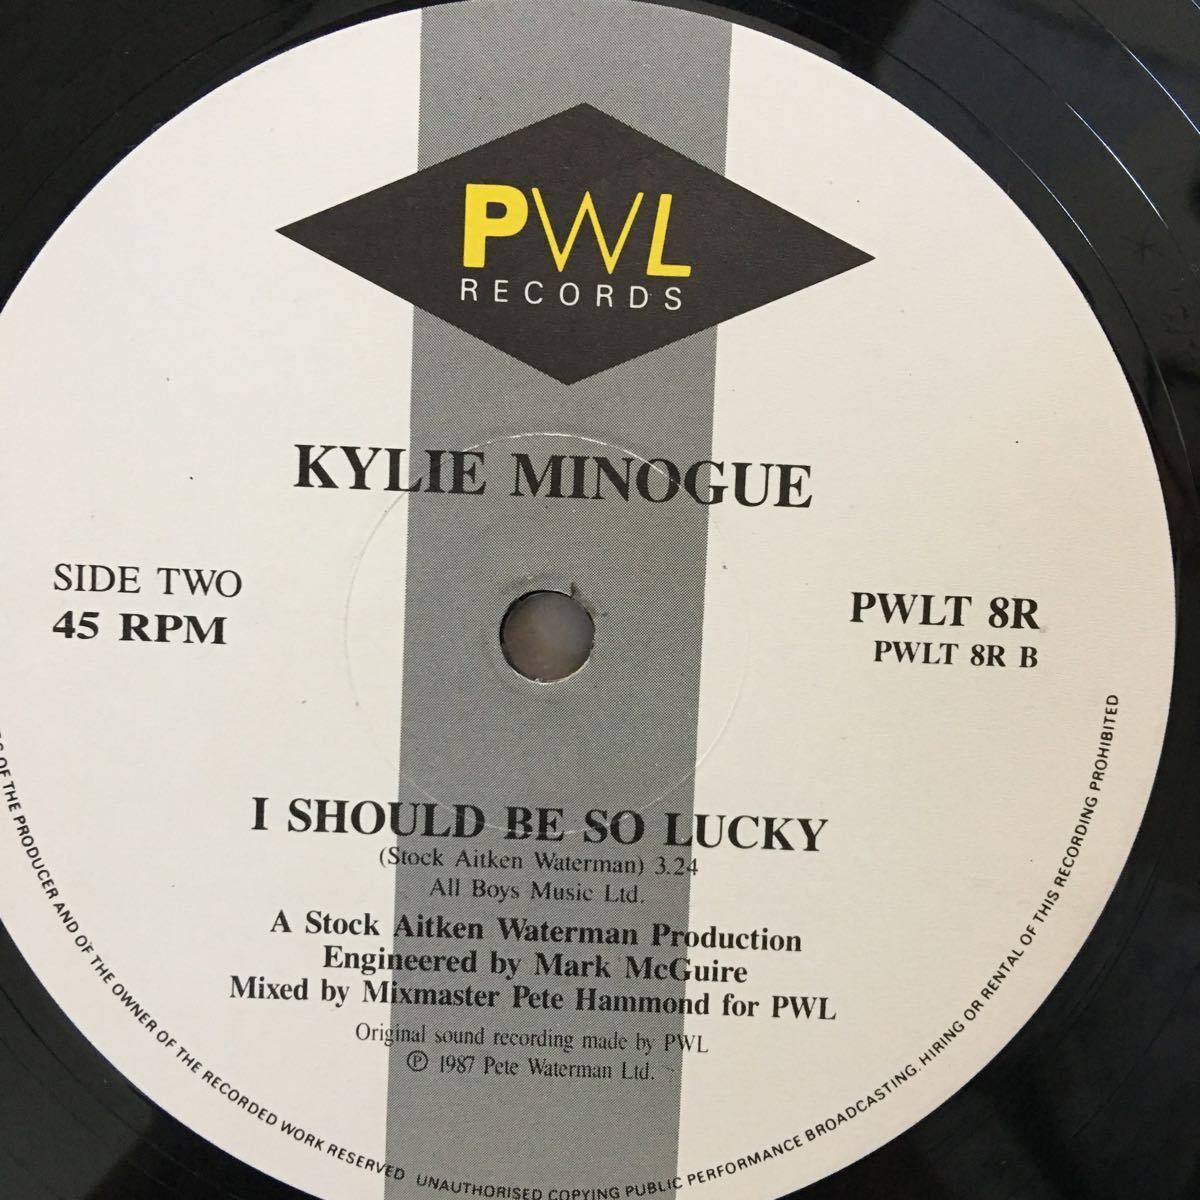 PWL
RECORDS
KYLIE MINOGUE
SIDE TWO
45 RPM
PWLT 8R
PWLT 8R B
I SHOULD BE SO LUCKY
(Stock Aitken Waterman) 3.24
All Boys Music Ltd.
A Stock Aitken Waterman Production
Engineered by Mark McGuire
Mixed by Mixmaster Pete Hammond for PWL
Original sound recording made by PWL
℗ 1987 Pete Waterman Ltd.
OF THE PRODUCER AND OF THE OWNER OF THE RECORDED WORK RESERVED UNAUTHORISED COPYING PUBLIC PERFORMANCE BROADCASTING, HIRING OR RENTAL OF THIS RECORDING PROHIBITED